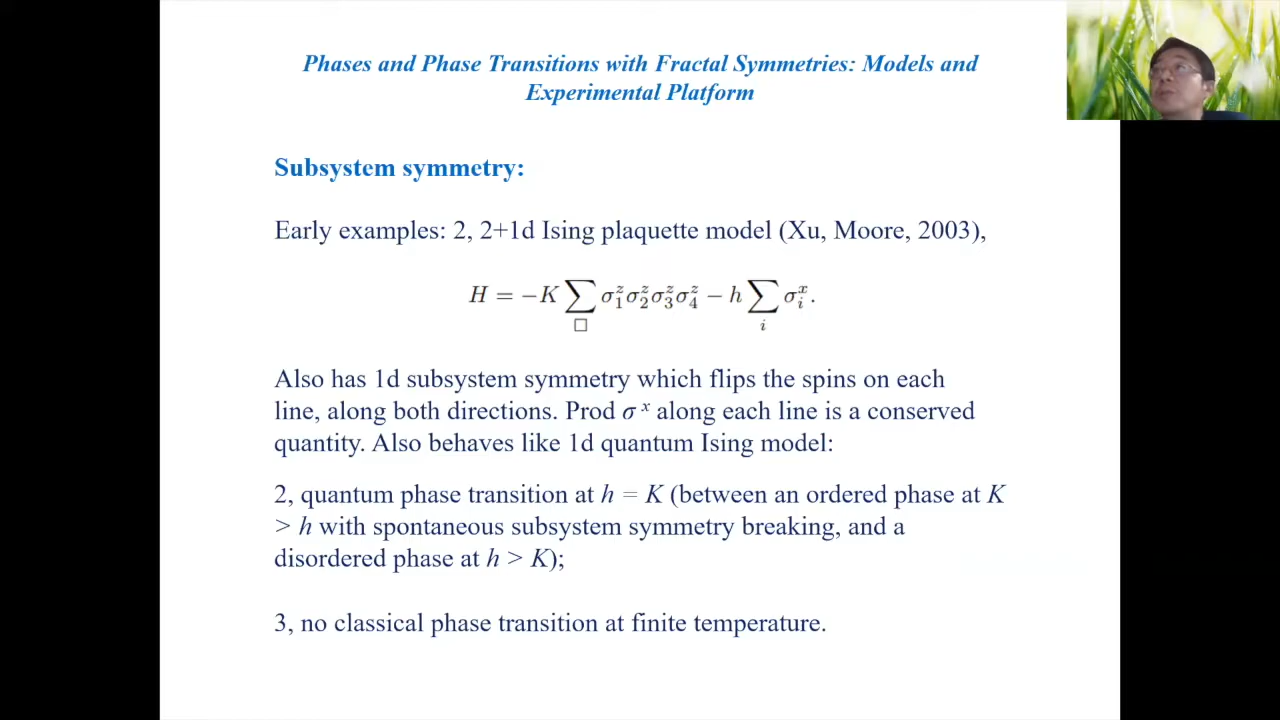 Phases and Phase Transitions with Fractal Symmetries: Models and
Experimental Platform
Subsystem symmetry:
Early examples: 2, 2+1d Ising plaquette model (Xu, Moore, 2003),
H = −K ∑□ σ₁ᶻσ₂ᶻσ₃ᶻσ₄ᶻ − h ∑ᵢ σᵢˣ.
Also has 1d subsystem symmetry which flips the spins on each
line, along both directions. Prod σ ˣ along each line is a conserved
quantity. Also behaves like 1d quantum Ising model:
2, quantum phase transition at h = K (between an ordered phase at K
> h with spontaneous subsystem symmetry breaking, and a
disordered phase at h > K);
3, no classical phase transition at finite temperature.